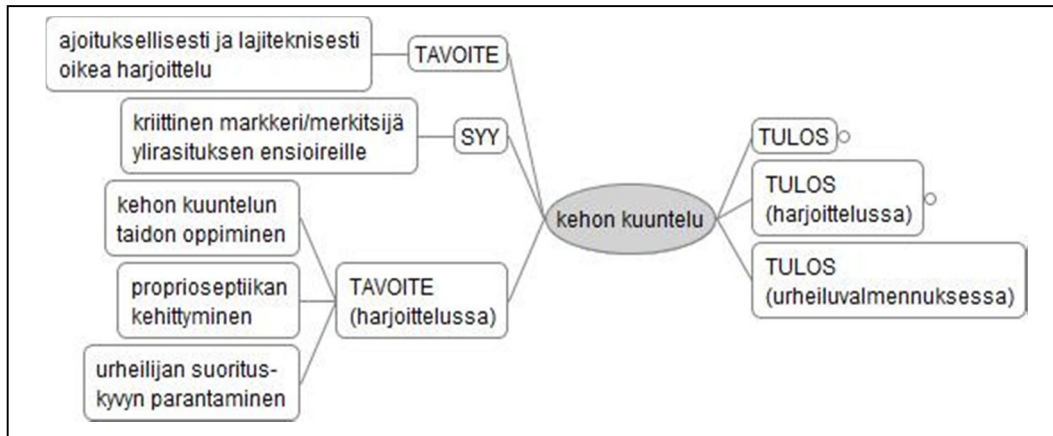 ajoituksellisesti ja lajiteknisesti
oikea harjoittelu
TAVOITE
kriittinen markkeri/merkitsijä
ylirasituksen ensioireille
SYY
kehon kuuntelun
taidon oppiminen
proprioseptiikan
kehittyminen
urheilijan suoritus-
kyvyn parantaminen
TAVOITE
(harjoittelussa)
kehon kuuntelu
TULOS
TULOS
(harjoittelussa)
TULOS
(urheiluvalmennuksessa)